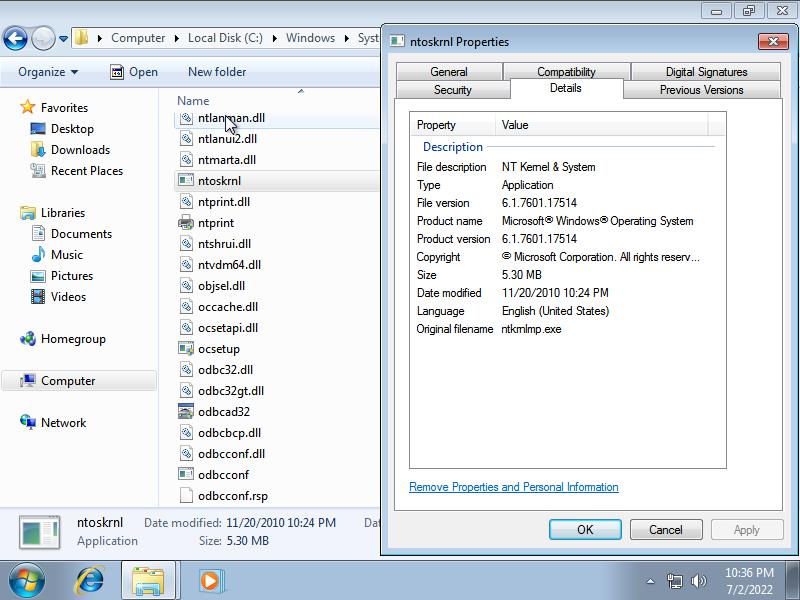 Computer Local Disk (C:) Windows Syst
Organize Open New folder
Favorites
Desktop
Downloads
Recent Places
Libraries
Documents
Music
Pictures
Videos
Homegroup
Computer
Network
Name
ntlanman.dll
ntlanui2.dll
ntmarta.dll
ntoskrnl
ntprint.dll
ntprint
ntshrui.dll
ntvdm64.dll
objsel.dll
occache.dll
ocsetapi.dll
ocsetup
odbc32.dll
odbc32gt.dll
odbcad32
odbcbcp.dll
odbcconf.dll
odbcconf
odbcconf.rsp
ntoskrnl Date modified: 11/20/2010 10:24 PM Da
Application Size: 5.30 MB
ntoskrnl Properties
General Compatibility Digital Signatures
Security Details Previous Versions
Property Value
Description
File description NT Kernel & System
Type Application
File version 6.1.7601.17514
Product name Microsoft® Windows® Operating System
Product version 6.1.7601.17514
Copyright © Microsoft Corporation. All rights reserv...
Size 5.30 MB
Date modified 11/20/2010 10:24 PM
Language English (United States)
Original filename ntkrnlmp.exe
Remove Properties and Personal Information
OK Cancel Apply
10:36 PM
7/2/2022